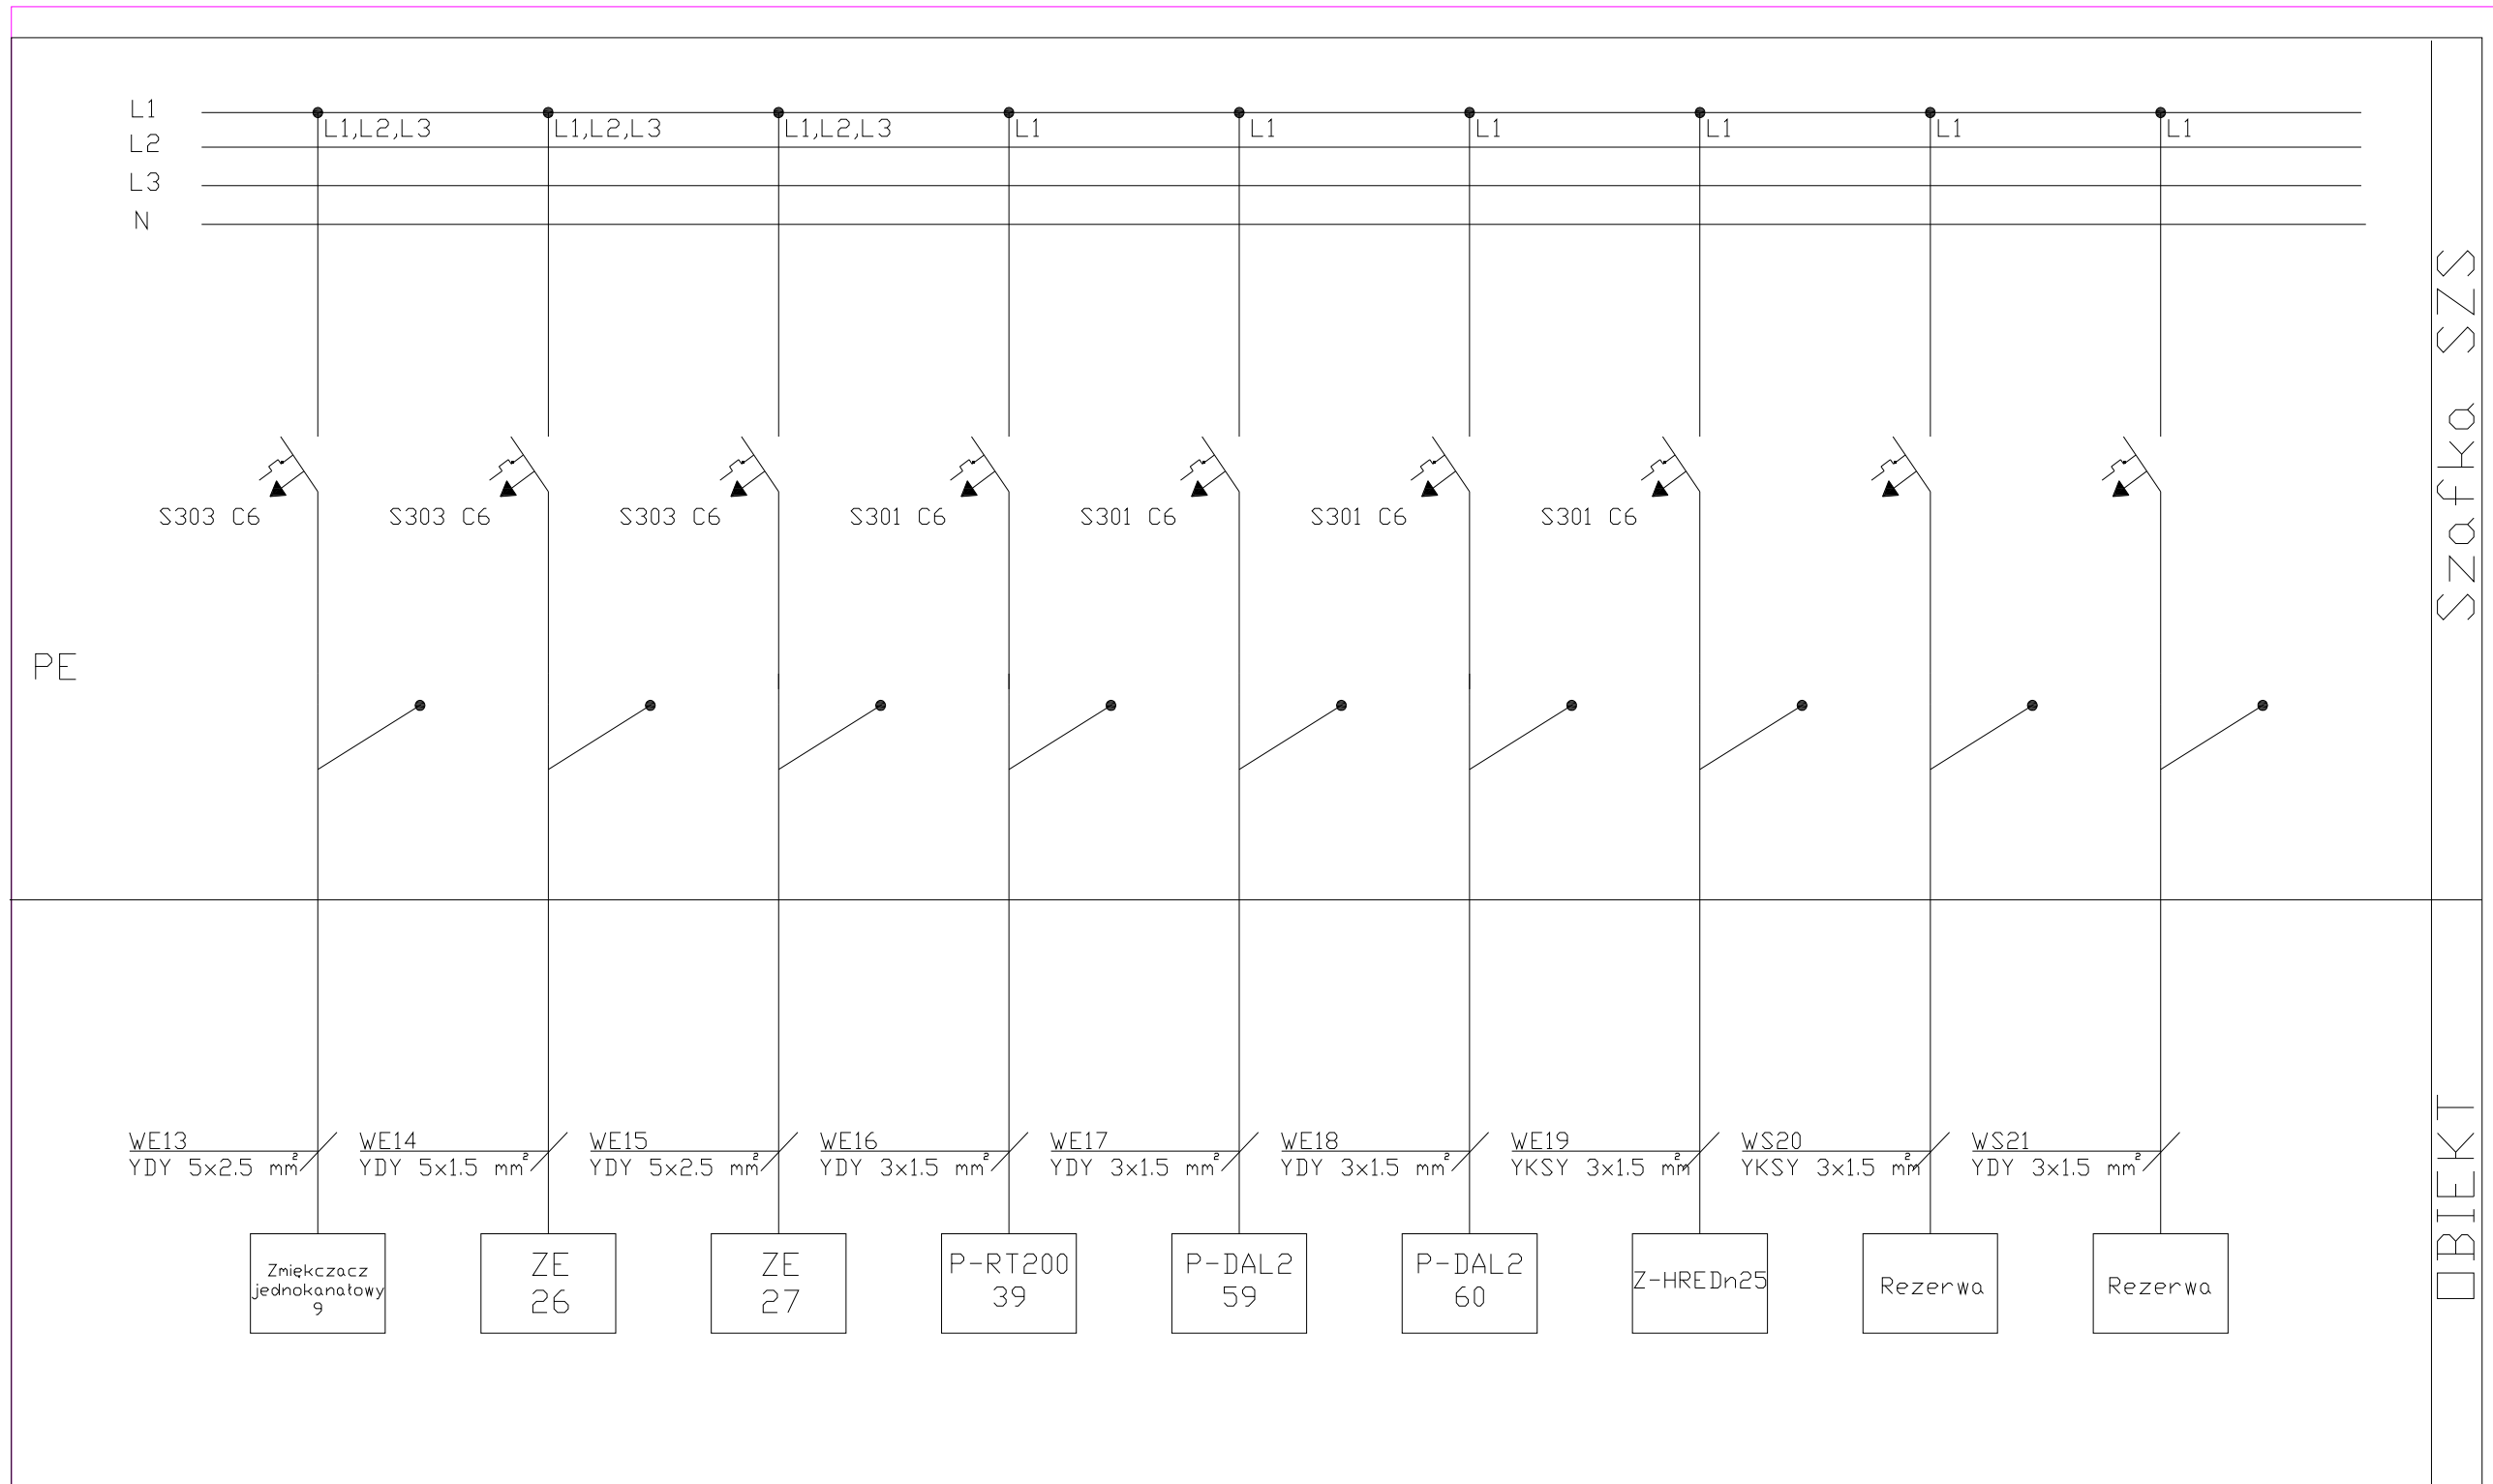 L1
L2
L3
N
L1,L2,L3
L1,L2,L3
L1,L2,L3
L1
L1
L1
L1
L1
L1
S303 C6
S303 C6
S303 C6
S301 C6
S301 C6
S301 C6
S301 C6
PE
Szafka SZS
WE13
YDY 5x2.5 mm²
WE14
YDY 5x1.5 mm²
WE15
YDY 5x2.5 mm²
WE16
YDY 3x1.5 mm²
WE17
YDY 3x1.5 mm²
WE18
YDY 3x1.5 mm²
WE19
YKSY 3x1.5 mm²
WS20
YKSY 3x1.5 mm²
WS21
YDY 3x1.5 mm²
Zmiękczacz
jednokanałowy
9
ZE
26
ZE
27
P-RT200
39
P-DAL2
59
P-DAL2
60
Z-HREDn25
Rezerwa
Rezerwa
OBIEKT